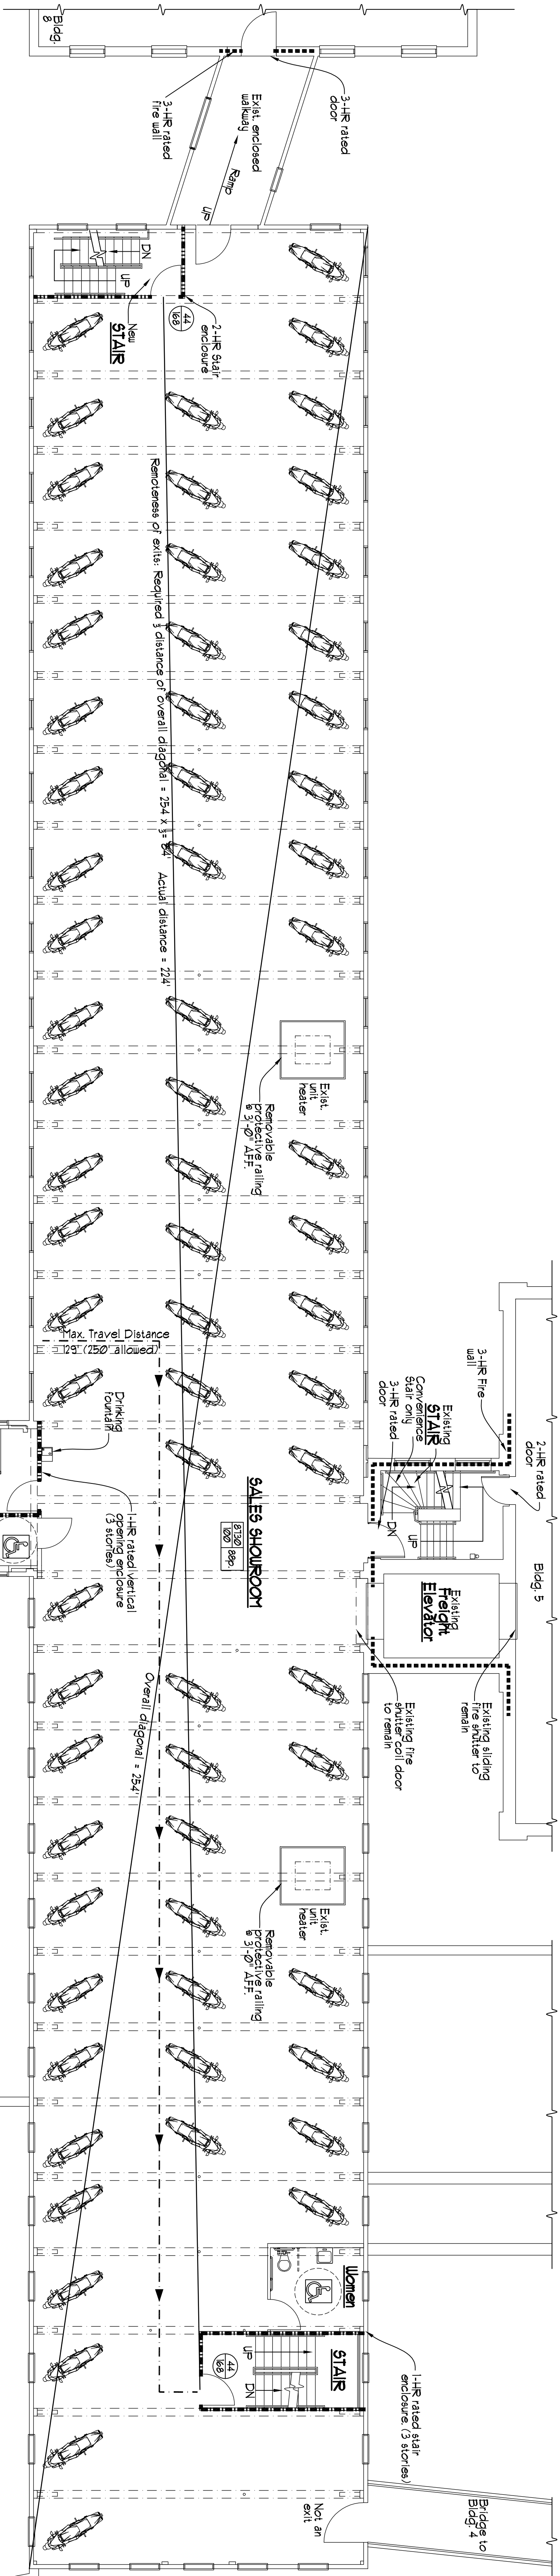 Bldg.
8
3-HR rated
door
Exist. enclosed
walkway
Ramp
UP
3-HR rated
fire wall
DN
UP
New
STAIR
2-HR Stair
enclosure
44
168
Remoteness of exits: Required 1/3 distance of overall diagonal = 254 x 1/3 = 84' Actual distance = 224'
Exist.
unit
heater
Removable
protective railing
@ 3'-0" AFF.
Max. Travel Distance
129' (250' allowed)
Drinking
fountain
1-HR rated vertical
opening enclosure
(3 stories)
SALES SHOWROOM
8730
100 88p
3-HR Fire
wall
2-HR rated
door
Existing
STAIR
Convenience
Stair only
3-HR rated
door
DN
UP
Bldg. 5
Existing
Freight
Elevator
Existing sliding
fire shutter to
remain
Existing fire
shutter coil door
to remain
Overall diagonal = 254'
Exist.
unit
heater
Removable
protective railing
@ 3'-0" AFF.
Women
STAIR
UP
DN
44
168
1-HR rated stair
enclosure. (3 stories)
Not an
exit
Bridge to
Bldg. 4